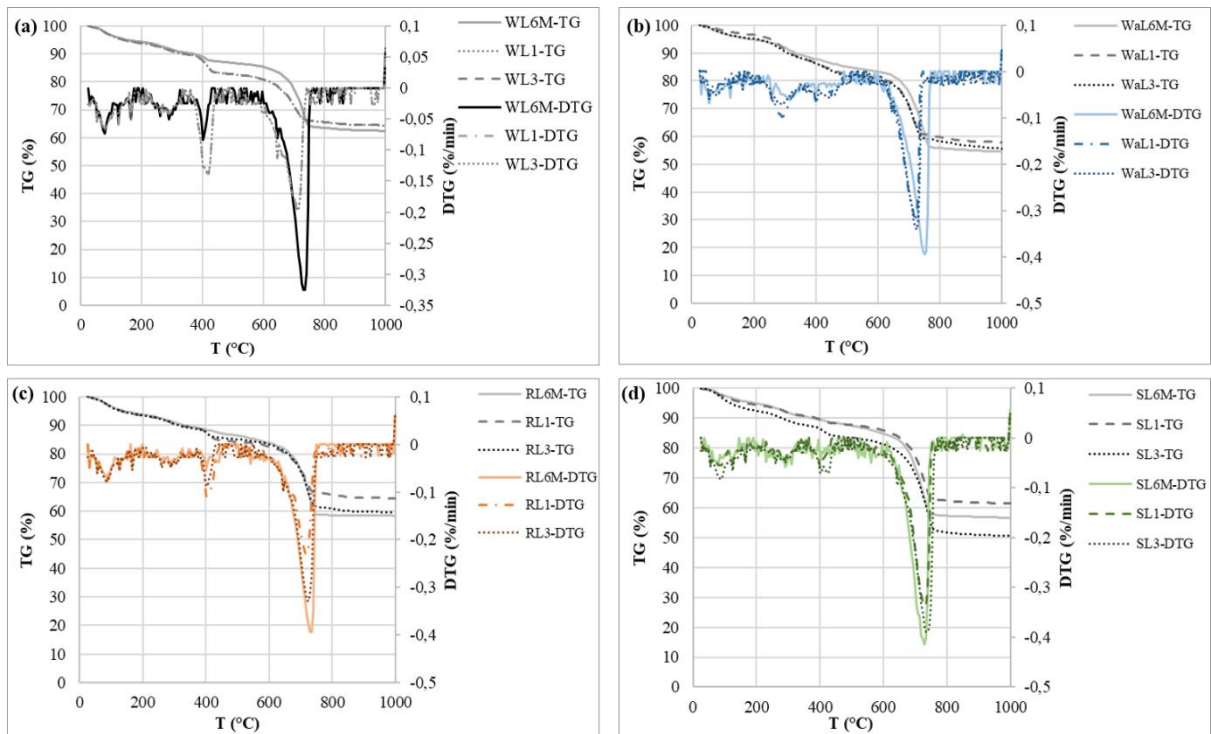 (a)
TG (%)
100
90
80
70
60
50
40
30
20
10
0
0 200 400 600 800 1000
T (°C)
0,1
0,05
0
-0,05
-0,1
-0,15
-0,2
-0,25
-0,3
-0,35
DTG (%/min)
WL6M-TG
WL1-TG
WL3-TG
WL6M-DTG
WL1-DTG
WL3-DTG
(b)
TG (%)
100
90
80
70
60
50
40
30
20
10
0
0 200 400 600 800 1000
T (°C)
0,1
0
-0,1
-0,2
-0,3
-0,4
-0,5
DTG (%/min)
WaL6M-TG
WaL1-TG
WaL3-TG
WaL6M-DTG
WaL1-DTG
WaL3-DTG
(c)
TG (%)
100
90
80
70
60
50
40
30
20
10
0
0 200 400 600 800 1000
T (°C)
0,1
0
-0,1
-0,2
-0,3
-0,4
-0,5
DTG (%/min)
RL6M-TG
RL1-TG
RL3-TG
RL6M-DTG
RL1-DTG
RL3-DTG
(d)
TG (%)
100
90
80
70
60
50
40
30
20
10
0
0 200 400 600 800 1000
T (°C)
0,1
0
-0,1
-0,2
-0,3
-0,4
-0,5
DTG (%/min)
SL6M-TG
SL1-TG
SL3-TG
SL6M-DTG
SL1-DTG
SL3-DTG